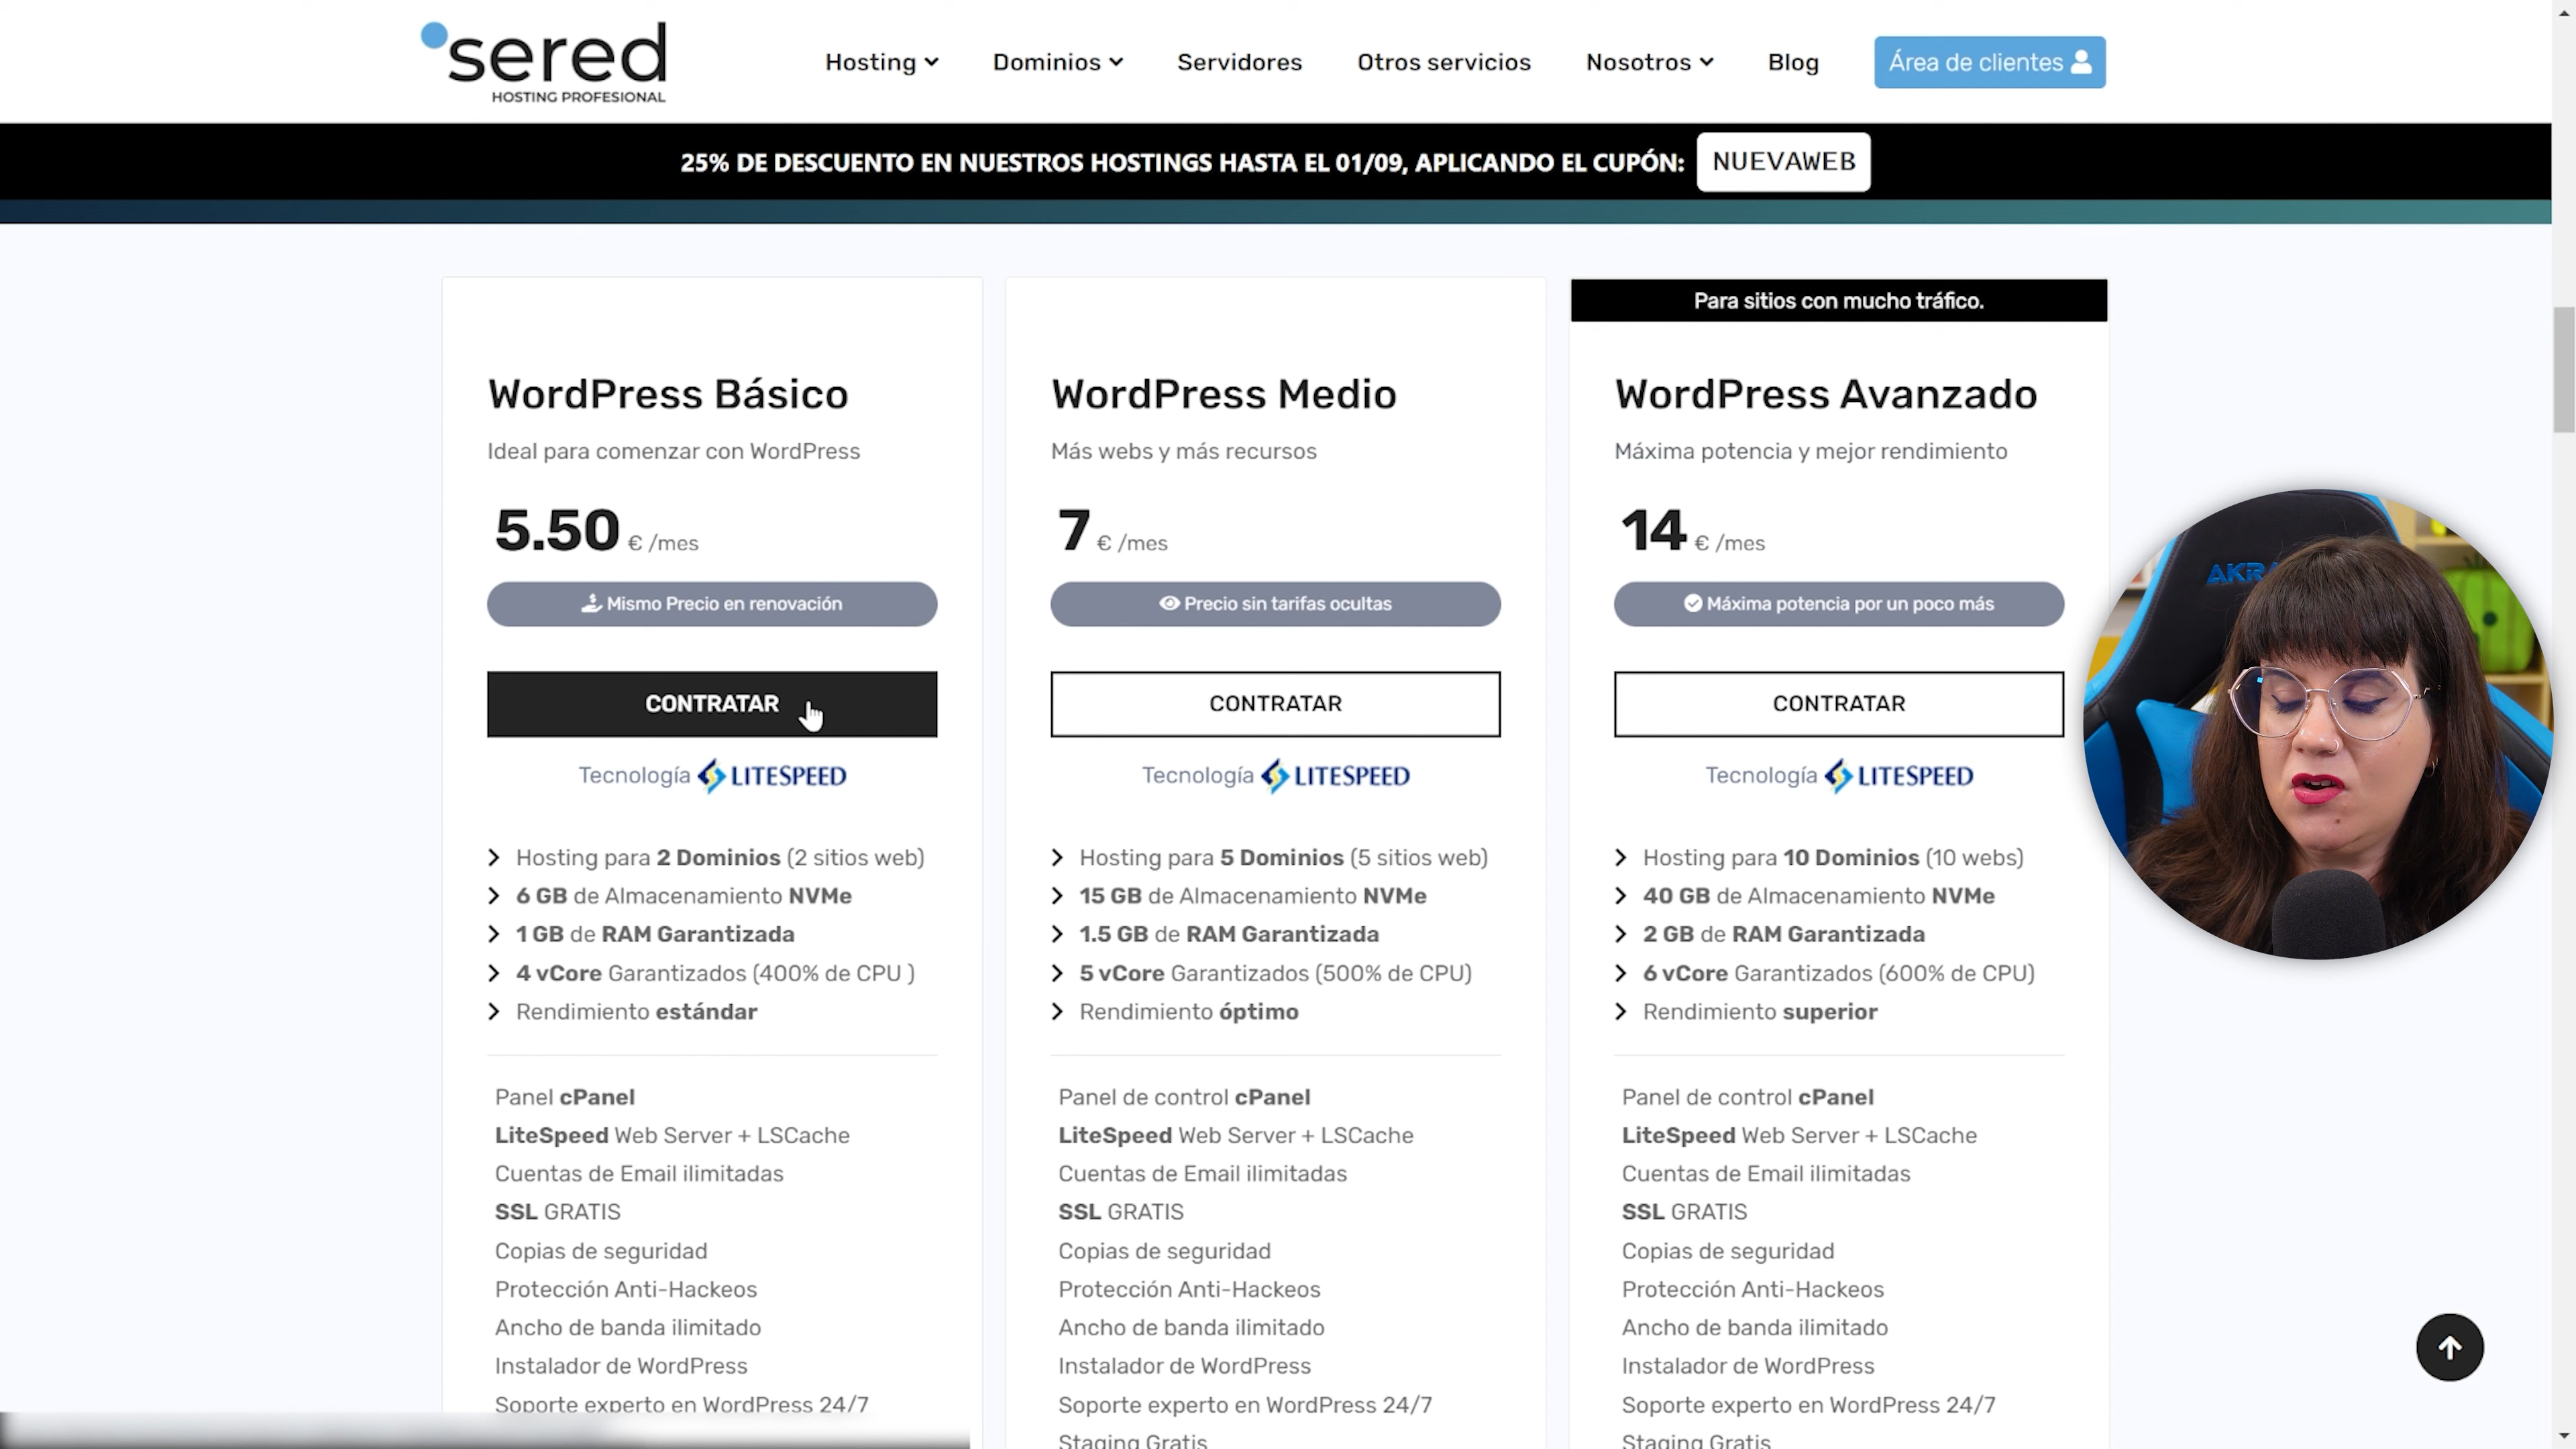 sered
HOSTING PROFESIONAL
Hosting
Dominios
Servidores
Otros servicios
Nosotros
Blog
Área de clientes
25% DE DESCUENTO EN NUESTROS HOSTINGS HASTA EL 01/09, APLICANDO EL CUPÓN: NUEVAWEB
WordPress Básico
Ideal para comenzar con WordPress
5.50 € /mes
Mismo Precio en renovación
CONTRATAR
Tecnología LITESPEED
Hosting para 2 Dominios (2 sitios web)
6 GB de Almacenamiento NVMe
1 GB de RAM Garantizada
4 vCore Garantizados (400% de CPU )
Rendimiento estándar
Panel cPanel
LiteSpeed Web Server + LSCache
Cuentas de Email ilimitadas
SSL GRATIS
Copias de seguridad
Protección Anti-Hackeos
Ancho de banda ilimitado
Instalador de WordPress
Soporte experto en WordPress 24/7
WordPress Medio
Más webs y más recursos
7 € /mes
Precio sin tarifas ocultas
CONTRATAR
Tecnología LITESPEED
Hosting para 5 Dominios (5 sitios web)
15 GB de Almacenamiento NVMe
1.5 GB de RAM Garantizada
5 vCore Garantizados (500% de CPU)
Rendimiento óptimo
Panel de control cPanel
LiteSpeed Web Server + LSCache
Cuentas de Email ilimitadas
SSL GRATIS
Copias de seguridad
Protección Anti-Hackeos
Ancho de banda ilimitado
Instalador de WordPress
Soporte experto en WordPress 24/7
Staging Gratis
Para sitios con mucho tráfico.
WordPress Avanzado
Máxima potencia y mejor rendimiento
14 € /mes
Máxima potencia por un poco más
CONTRATAR
Tecnología LITESPEED
Hosting para 10 Dominios (10 webs)
40 GB de Almacenamiento NVMe
2 GB de RAM Garantizada
6 vCore Garantizados (600% de CPU)
Rendimiento superior
Panel de control cPanel
LiteSpeed Web Server + LSCache
Cuentas de Email ilimitadas
SSL GRATIS
Copias de seguridad
Protección Anti-Hackeos
Ancho de banda ilimitado
Instalador de WordPress
Soporte experto en WordPress 24/7
Staging Gratis